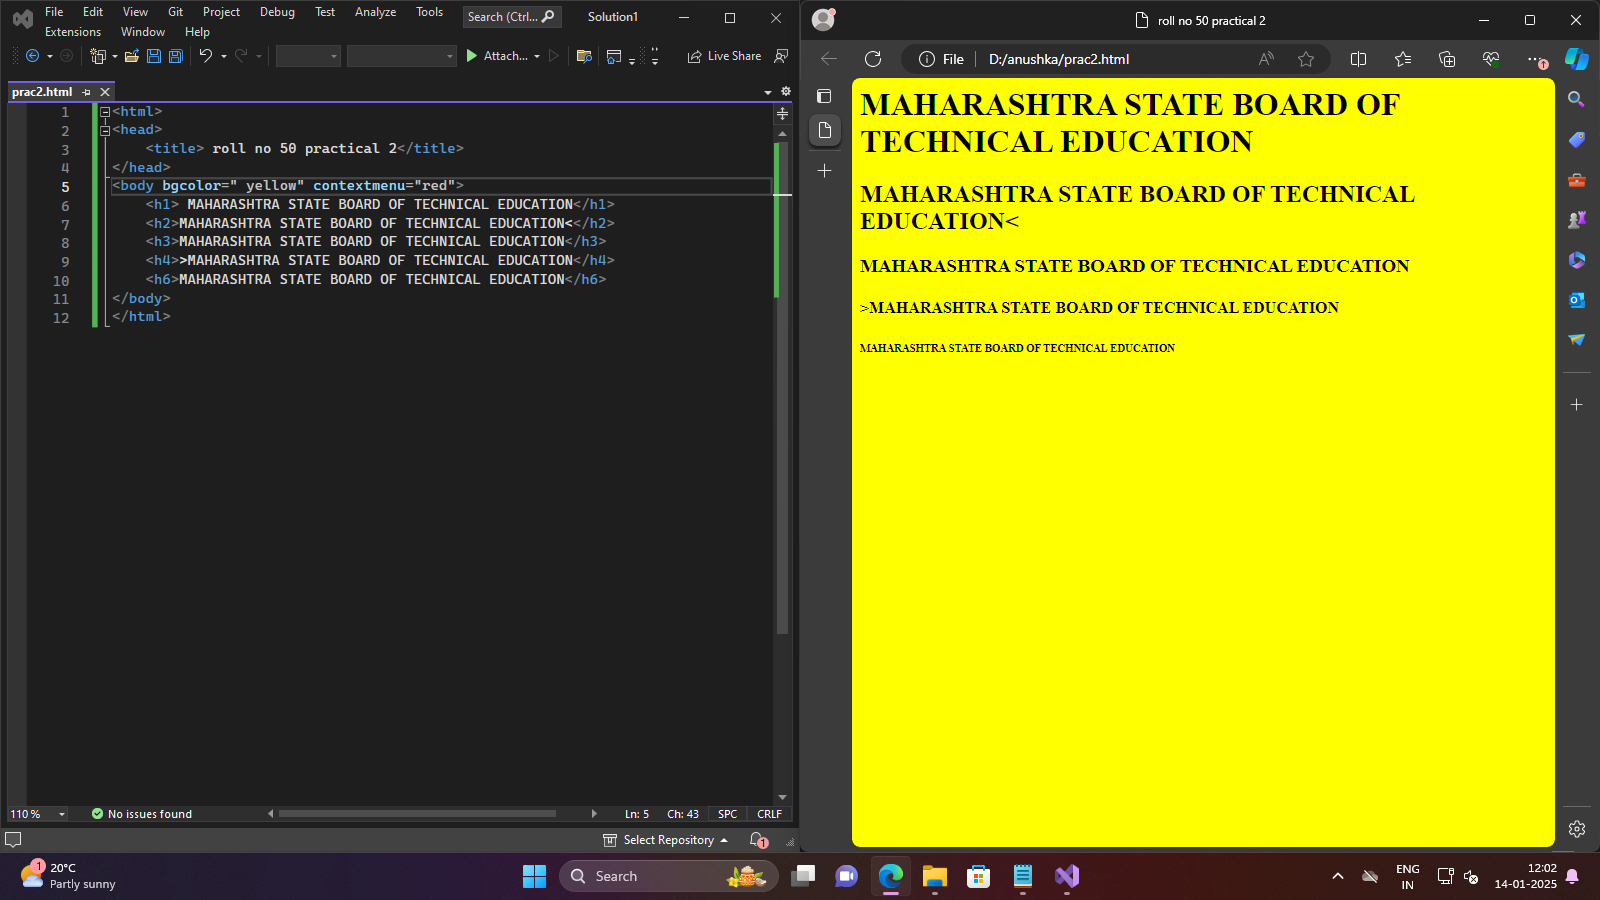 File Edit View Git Project Debug Test Analyze Tools Search (Ctrl... Solution1
Extensions Window Help
Attach... Live Share
prac2.html
1 <html>
2 <head>
3 <title> roll no 50 practical 2</title>
4 </head>
5 <body bgcolor=" yellow" contextmenu="red">
6 <h1> MAHARASHTRA STATE BOARD OF TECHNICAL EDUCATION</h1>
7 <h2>MAHARASHTRA STATE BOARD OF TECHNICAL EDUCATION<</h2>
8 <h3>MAHARASHTRA STATE BOARD OF TECHNICAL EDUCATION</h3>
9 <h4>>MAHARASHTRA STATE BOARD OF TECHNICAL EDUCATION</h4>
10 <h6>MAHARASHTRA STATE BOARD OF TECHNICAL EDUCATION</h6>
11 </body>
12 </html>
110 % No issues found Ln: 5 Ch: 43 SPC CRLF
Select Repository 1
roll no 50 practical 2
File D:/anushka/prac2.html
MAHARASHTRA STATE BOARD OF
TECHNICAL EDUCATION
MAHARASHTRA STATE BOARD OF TECHNICAL
EDUCATION<
MAHARASHTRA STATE BOARD OF TECHNICAL EDUCATION
>MAHARASHTRA STATE BOARD OF TECHNICAL EDUCATION
MAHARASHTRA STATE BOARD OF TECHNICAL EDUCATION
1 20°C
Partly sunny
Search
ENG
IN
12:02
14-01-2025